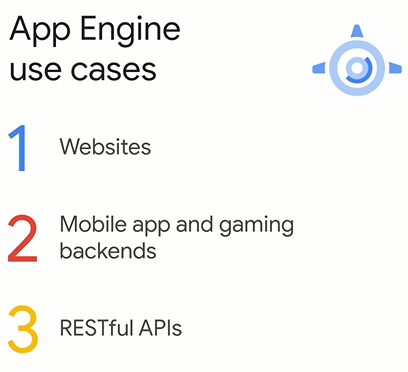 App Engine
use cases
1 Websites
2 Mobile app and gaming
backends
3 RESTful APIs